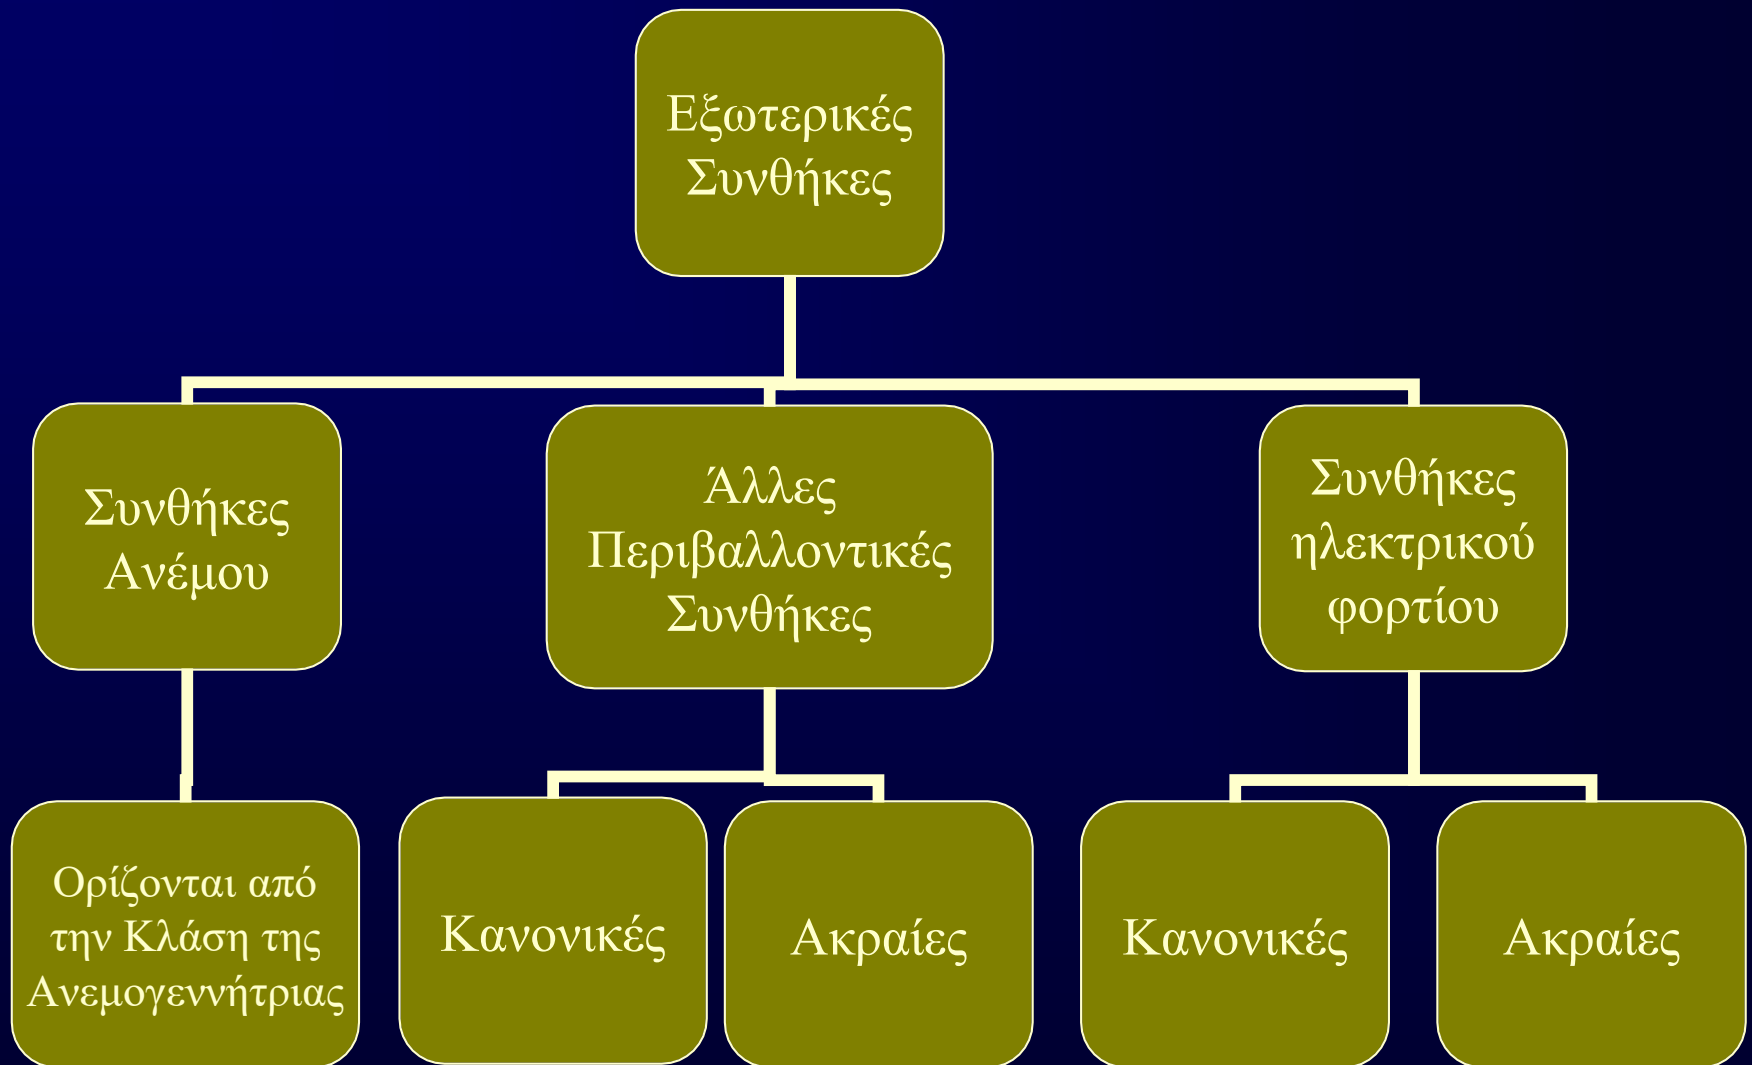 Εξωτερικές
Συνθήκες
Συνθήκες
Ανέμου
Άλλες
Περιβαλλοντικές
Συνθήκες
Συνθήκες
ηλεκτρικού
φορτίου
Ορίζονται από
την Κλάση της
Ανεμογεννήτριας
Κανονικές
Ακραίες
Κανονικές
Ακραίες